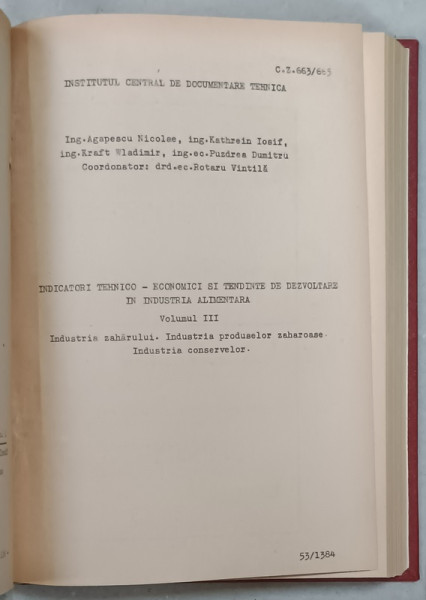 C.Z.663/665
INSTITUTUL CENTRAL DE DOCUMENTARE TEHNICA
Ing.Agapescu Nicolae, ing.Kathrein Iosif,
ing.Kraft Wladimir, ing.ec.Puzdrea Dumitru
Coordonator: drd.ec.Rotaru Vintilă
INDICATORI TEHNICO - ECONOMICI SI TENDINTE DE DEZVOLTARE
IN INDUSTRIA ALIMENTARA
Volumul III
Industria zahărului. Industria produselor zaharoase.
Industria conservelor.
53/1384